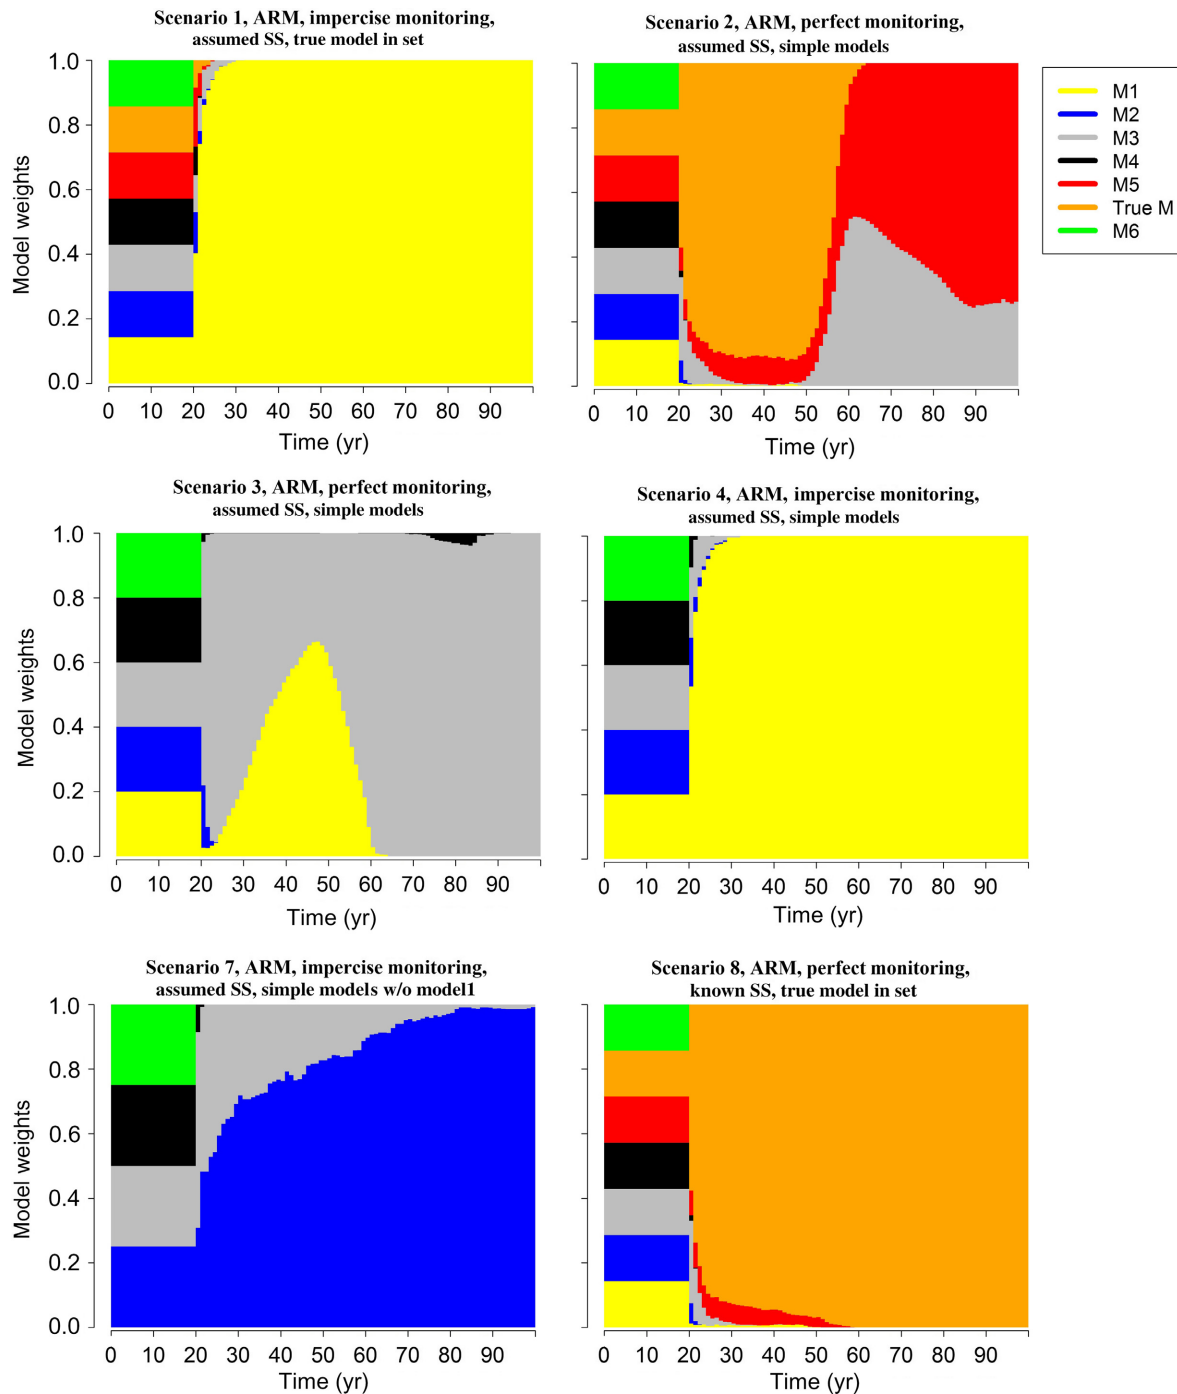 Scenario 1, ARM, impercise monitoring,
assumed SS, true model in set
Model weights
1.0
0.8
0.6
0.4
0.2
0.0
0 10 20 30 40 50 60 70 80 90
Time (yr)
Scenario 2, ARM, perfect monitoring,
assumed SS, simple models
0 10 20 30 40 50 60 70 80 90
Time (yr)
M1
M2
M3
M4
M5
True M
M6
Scenario 3, ARM, perfect monitoring,
assumed SS, simple models
Model weights
1.0
0.8
0.6
0.4
0.2
0.0
0 10 20 30 40 50 60 70 80 90
Time (yr)
Scenario 4, ARM, impercise monitoring,
assumed SS, simple models
0 10 20 30 40 50 60 70 80 90
Time (yr)
Scenario 7, ARM, impercise monitoring,
assumed SS, simple models w/o model1
Model weights
1.0
0.8
0.6
0.4
0.2
0.0
0 10 20 30 40 50 60 70 80 90
Time (yr)
Scenario 8, ARM, perfect monitoring,
known SS, true model in set
0 10 20 30 40 50 60 70 80 90
Time (yr)